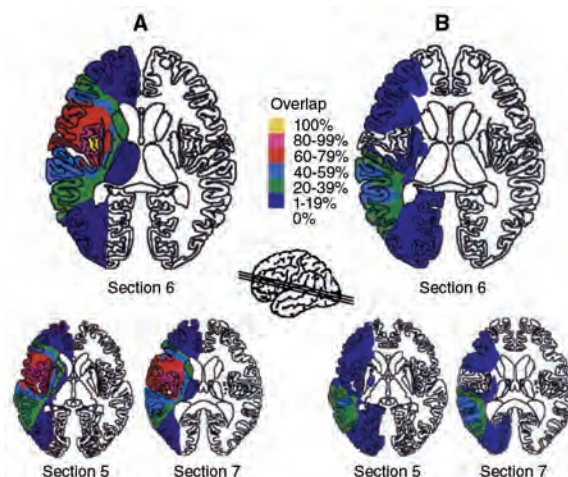 A
B
Overlap
100%
80-99%
60-79%
40-59%
20-39%
1-19%
0%
Section 6
Section 6
Section 5
Section 7
Section 5
Section 7